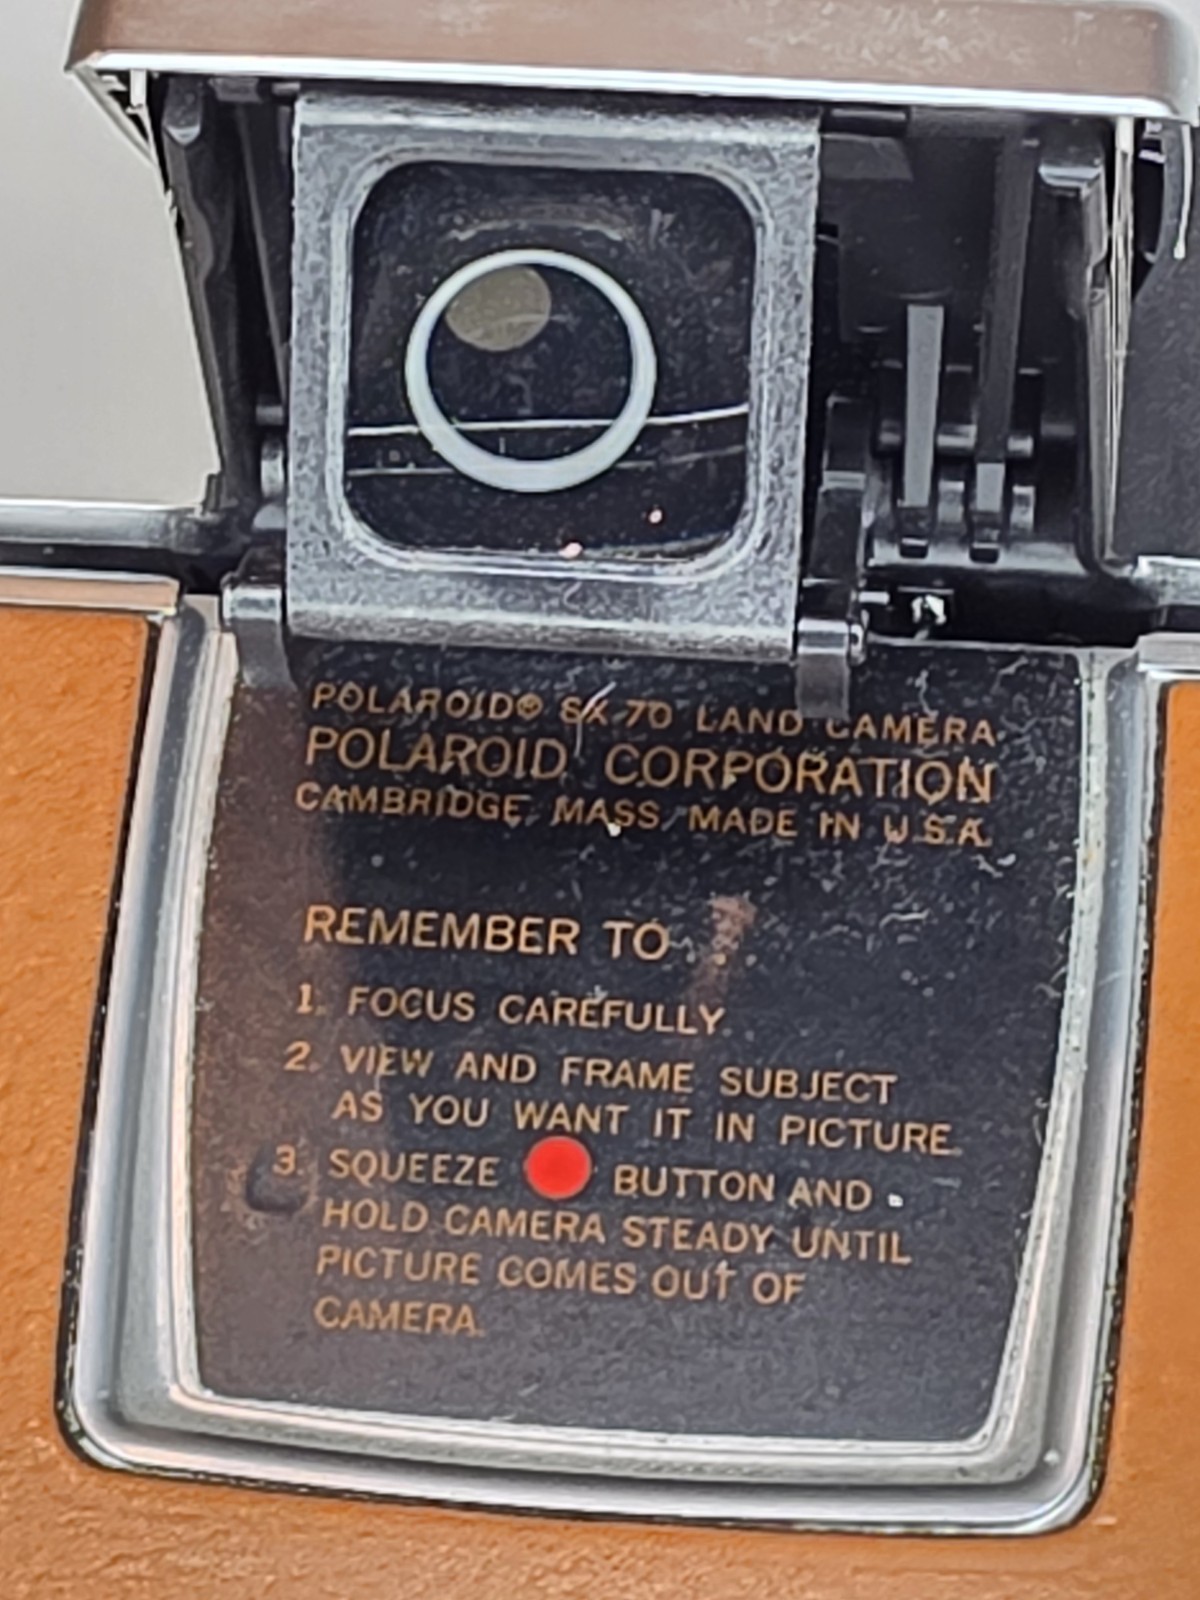 POLAROID® SX-70 LAND CAMERA
POLAROID CORPORATION
CAMBRIDGE, MASS, MADE IN U.S.A.
REMEMBER TO
1. FOCUS CAREFULLY
2. VIEW AND FRAME SUBJECT
AS YOU WANT IT IN PICTURE
3. SQUEEZE BUTTON AND
HOLD CAMERA STEADY UNTIL
PICTURE COMES OUT OF
CAMERA.